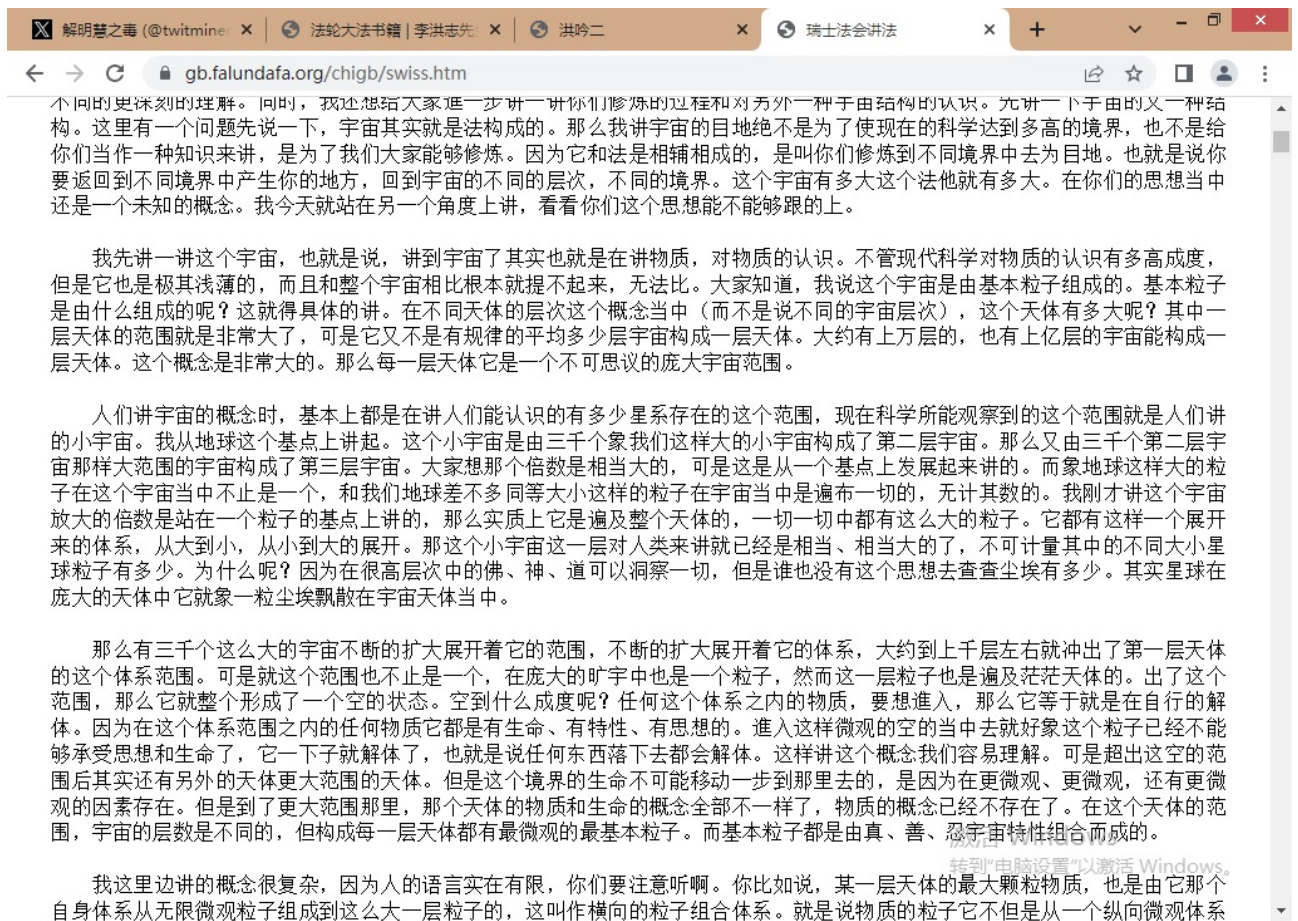 解明慧之毒 (@twitmine
法轮大法书籍 | 李洪志先
洪吟二
瑞士法会讲法
gb.falundafa.org/chigb/swiss.htm
不同的更深刻的理解。同时，我还想给大家進一步讲一讲你们修炼的过程和对另外一种宇宙结构的认识。先讲一下宇宙的又一种结
构。这里有一个问题先说一下，宇宙其实就是法构成的。那么我讲宇宙的目地绝不是为了使现在的科学达到多高的境界，也不是给
你们当作一种知识来讲，是为了我们大家能够修炼。因为它和法是相辅相成的，是叫你们修炼到不同境界中去为目地。也就是说你
要返回到不同境界中产生你的地方，回到宇宙的不同的层次，不同的境界。这个宇宙有多大这个法他就有多大。在你们的思想当中
还是一个未知的概念。我今天就站在另一个角度上讲，看看你们这个思想能不能够跟的上。
我先讲一讲这个宇宙，也就是说，讲到宇宙了其实也就是在讲物质，对物质的认识。不管现代科学对物质的认识有多高成度，
但是它也是极其浅薄的，而且和整个宇宙相比根本就提不起来，无法比。大家知道，我说这个宇宙是由基本粒子组成的。基本粒子
是由什么组成的呢？这就得具体的讲。在不同天体的层次这个概念当中（而不是说不同的宇宙层次），这个天体有多大呢？其中一
层天体的范围就是非常大了，可是它又不是有规律的平均多少层宇宙构成一层天体。大约有上万层的，也有上亿层的宇宙能构成一
层天体。这个概念是非常大的。那么每一层天体它是一个不可思议的庞大宇宙范围。
人们讲宇宙的概念时，基本上都是在讲人们能认识的有多少星系存在的这个范围，现在科学所能观察到的这个范围就是人们讲
的小宇宙。我从地球这个基点上讲起。这个小宇宙是由三千个象我们这样大的小宇宙构成了第二层宇宙。那么又由三千个第二层宇
宙那样大范围的宇宙构成了第三层宇宙。大家想那个倍数是相当大的，可是这是从一个基点上发展起来讲的。而象地球这样大的粒
子在这个宇宙当中不止是一个，和我们地球差不多同等大小这样的粒子在宇宙当中是遍布一切的，无计其数的。我刚才讲这个宇宙
放大的倍数是站在一个粒子的基点上讲的，那么实质上它是遍及整个天体的，一切一切中都有这么大的粒子。它都有这样一个展开
来的体系，从大到小，从小到大的展开。那这个小宇宙这一层对人类来讲就已经是相当、相当大的了，不可计量其中的不同大小星
球粒子有多少。为什么呢？因为在很高层次中的佛、神、道可以洞察一切，但是谁也没有这个思想去查查尘埃有多少。其实星球在
庞大的天体中它就象一粒尘埃飘散在宇宙天体当中。
那么有三千个这么大的宇宙不断的扩大展开着它的范围，不断的扩大展开着它的体系，大约到上千层左右就冲出了第一层天体
的这个体系范围。可是就这个范围也不止是一个，在庞大的旷宇中也是一个粒子，然而这一层粒子也是遍及茫茫天体的。出了这个
范围，那么它就整个形成了一个空的状态。空到什么成度呢？任何这个体系之内的物质，要想進入，那么它等于就是在自行的解
体。因为在这个体系范围之内的任何物质它都是有生命、有特性、有思想的。進入这样微观的空的当中去就好象这个粒子已经不能
够承受思想和生命了，它一下子就解体了，也就是说任何东西落下去都会解体。这样讲这个概念我们容易理解。可是超出这空的范
围后其实还有另外的天体更大范围的天体。但是这个境界的生命不可能移动一步到那里去的，是因为在更微观、更微观，还有更微
观的因素存在。但是到了更大范围那里，那个天体的物质和生命的概念全部不一样了，物质的概念已经不存在了。在这个天体的范
围，宇宙的层数是不同的，但构成每一层天体都有最微观的最基本粒子。而基本粒子都是由真、善、忍宇宙特性组合而成的。
激活 Windows
转到"电脑设置"以激活 Windows。
我这里边讲的概念很复杂，因为人的语言实在有限，你们要注意听啊。你比如说，某一层天体的最大颗粒物质，也是由它那个
自身体系从无限微观粒子组成到这么大一层粒子的，这叫作横向的粒子组合体系。就是说物质的粒子它不但是从一个纵向微观体系